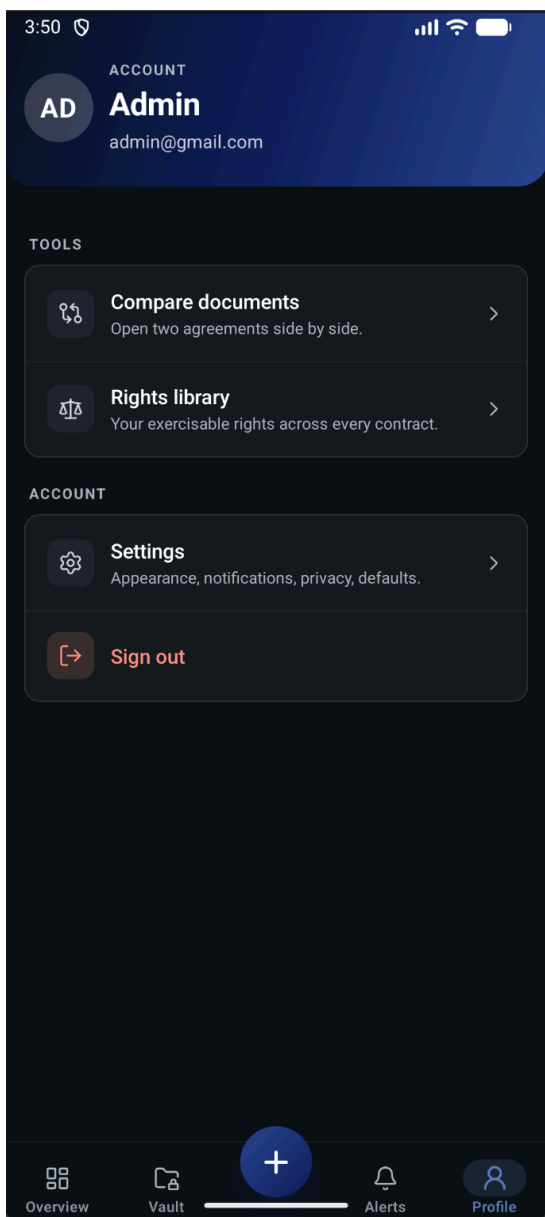 3:50
ACCOUNT
AD
Admin
admin@gmail.com
TOOLS
Compare documents
Open two agreements side by side.
Rights library
Your exercisable rights across every contract.
ACCOUNT
Settings
Appearance, notifications, privacy, defaults.
Sign out
Overview
Vault
Alerts
Profile